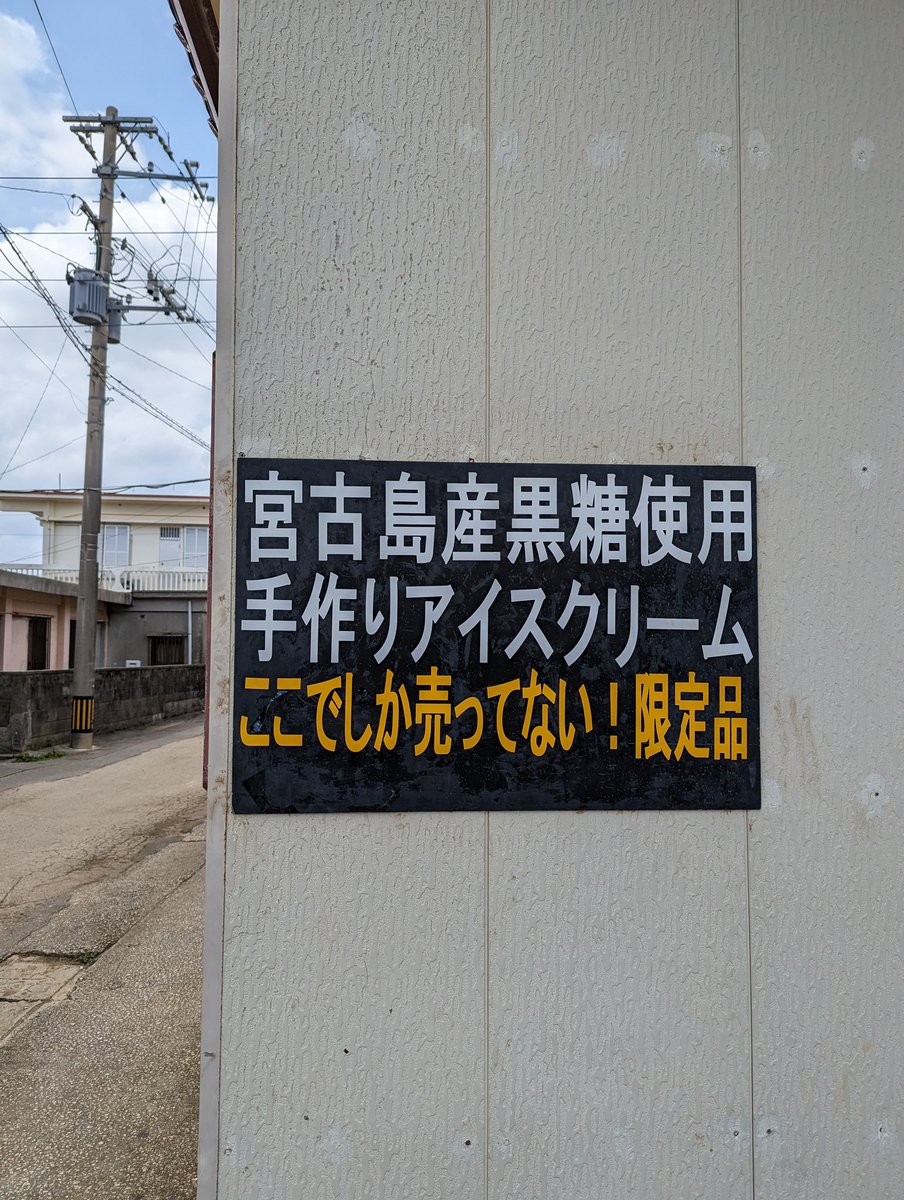 宮古島産黒糖使用
手作りアイスクリーム
ここでしか売ってない！限定品